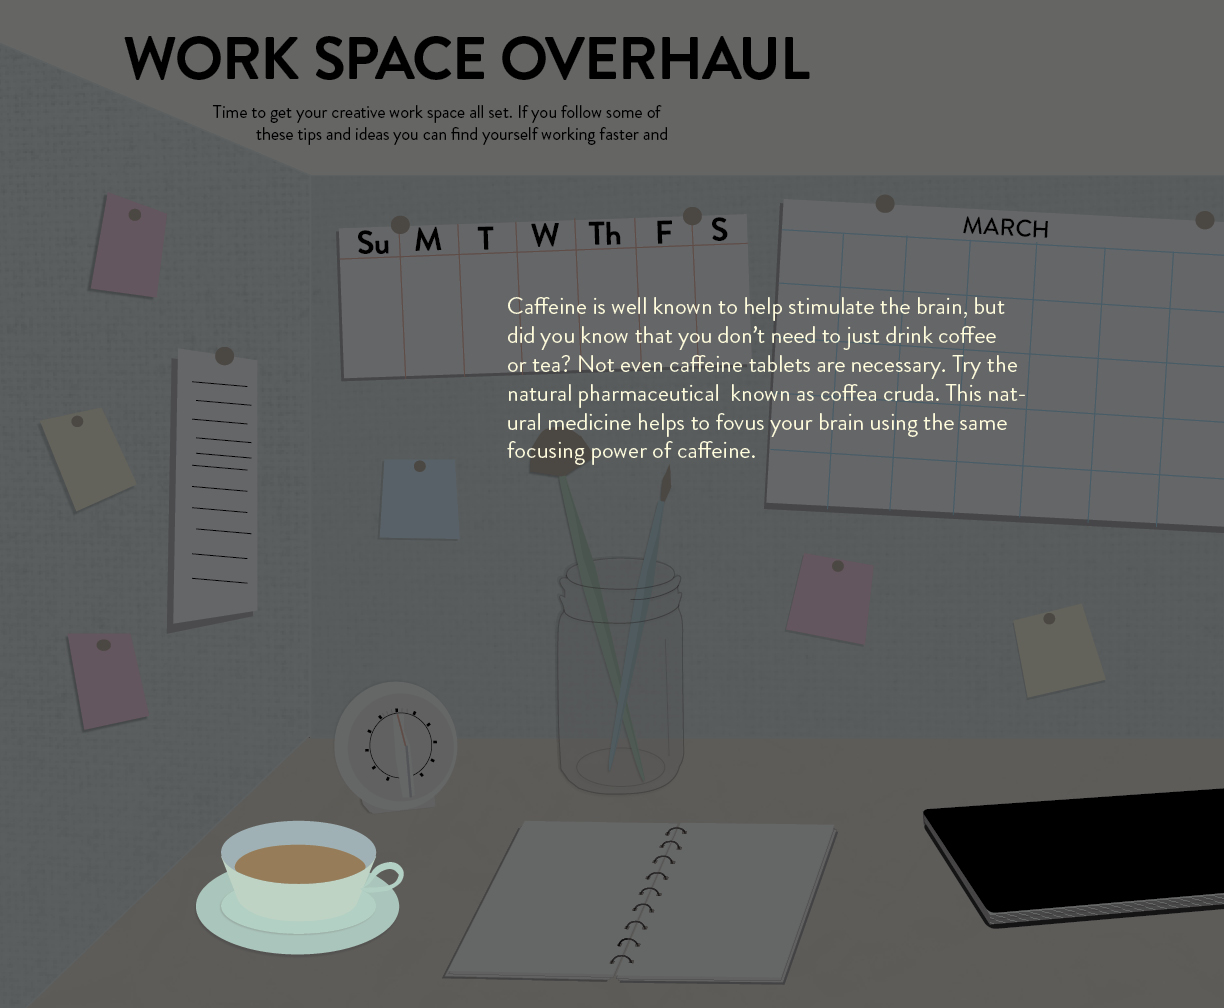 WORK SPACE OVERHAUL
Time to get your creative work space all set. If you follow some of
these tips and ideas you can find yourself working faster and
Su M T W Th F S
MARCH
Caffeine is well known to help stimulate the brain, but
did you know that you don't need to just drink coffee
or tea? Not even caffeine tablets are necessary. Try the
natural pharmaceutical  known as coffea cruda. This nat-
ural medicine helps to fovus your brain using the same
focusing power of caffeine.